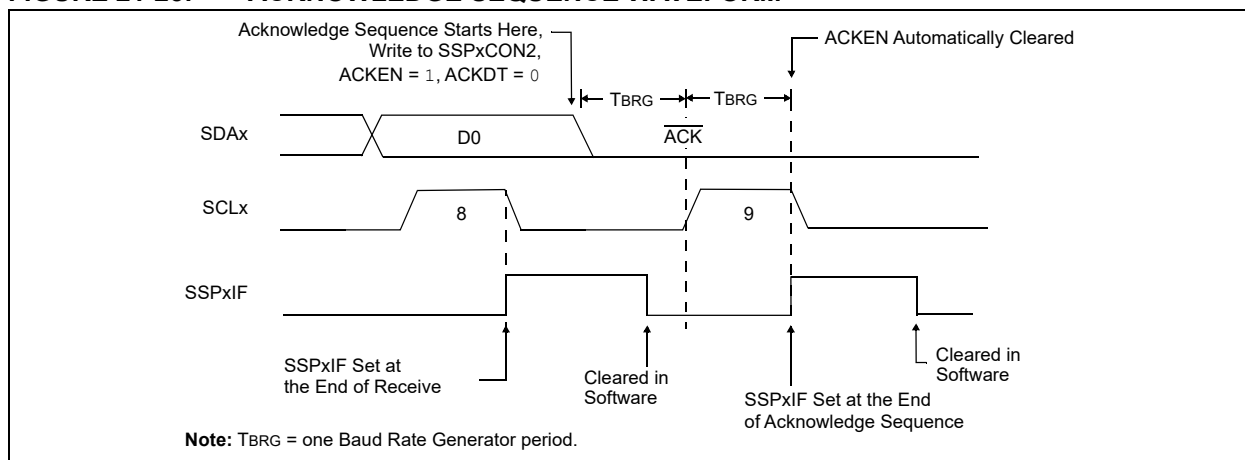 Acknowledge Sequence Starts Here,
Write to SSPxCON2,
ACKEN = 1, ACKDT = 0
ACKEN Automatically Cleared
TBRG
TBRG
SDAx
D0
ACK
SCLx
8
9
SSPxIF
SSPxIF Set at
the End of Receive
Cleared in
Software
SSPxIF Set at the End
of Acknowledge Sequence
Cleared in
Software
Note: TBRG = one Baud Rate Generator period.